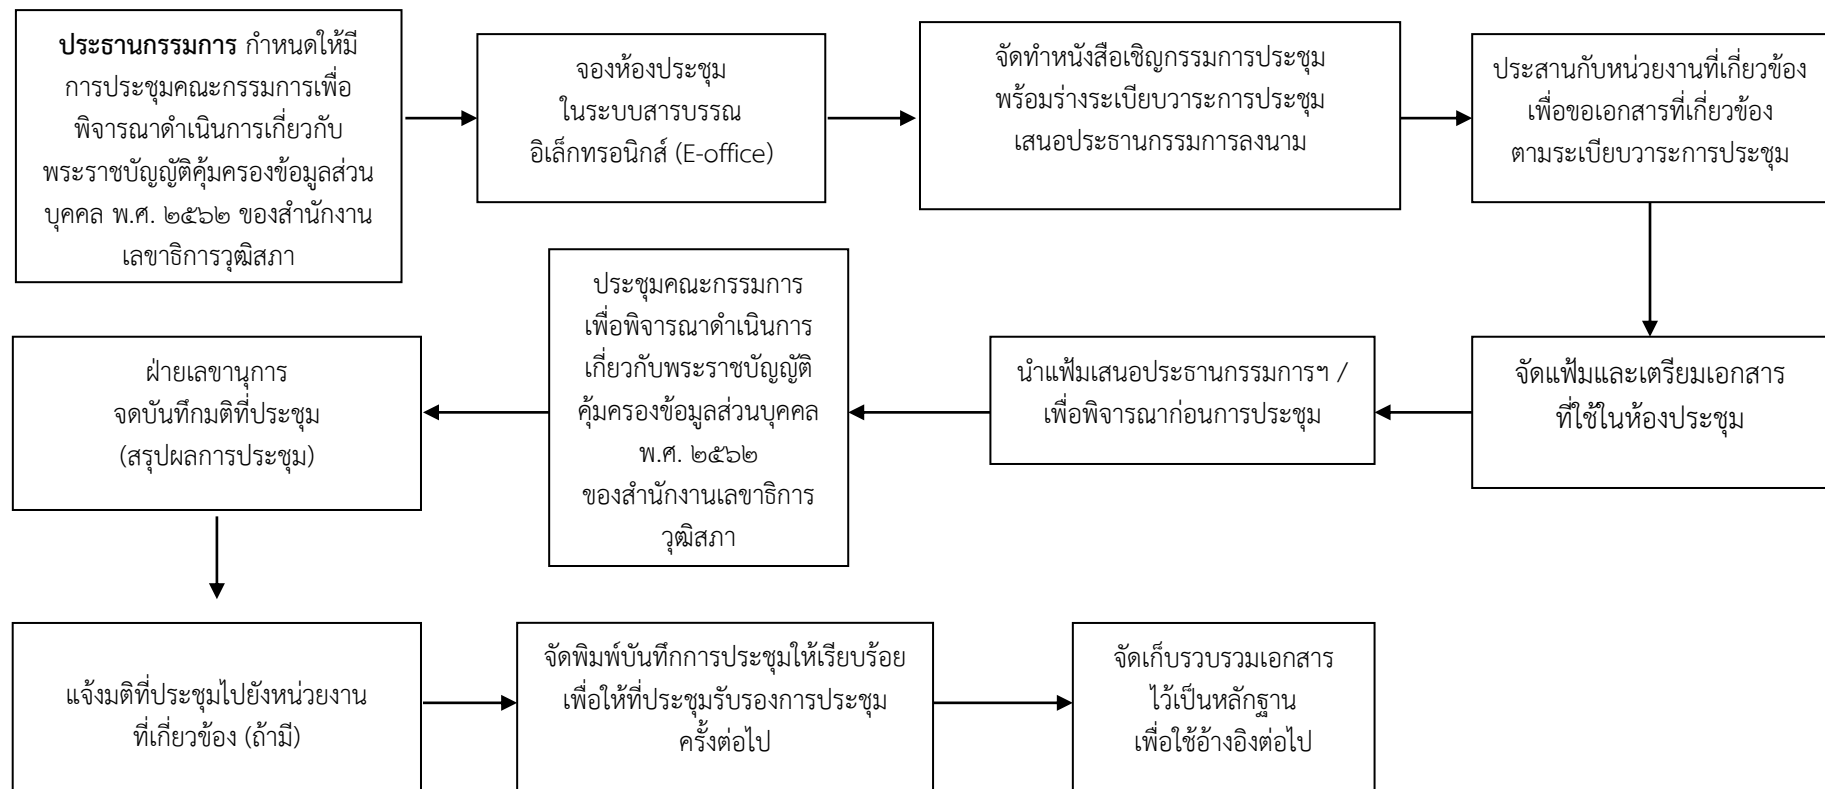 ประธานกรรมการ กำหนดให้มี
การประชุมคณะกรรมการเพื่อ
พิจารณาดำเนินการเกี่ยวกับ
พระราชบัญญัติคุ้มครองข้อมูลส่วน
บุคคล พ.ศ. ๒๕๖๒ ของสำนักงาน
เลขาธิการวุฒิสภา
จองห้องประชุม
ในระบบสารบรรณ
อิเล็กทรอนิกส์ (E-office)
จัดทำหนังสือเชิญกรรมการประชุม
พร้อมร่างระเบียบวาระการประชุม
เสนอประธานกรรมการลงนาม
ประสานกับหน่วยงานที่เกี่ยวข้อง
เพื่อขอเอกสารที่เกี่ยวข้อง
ตามระเบียบวาระการประชุม
จัดแฟ้มและเตรียมเอกสาร
ที่ใช้ในห้องประชุม
นำแฟ้มเสนอประธานกรรมการฯ /
เพื่อพิจารณาก่อนการประชุม
ประชุมคณะกรรมการ
เพื่อพิจารณาดำเนินการ
เกี่ยวกับพระราชบัญญัติ
คุ้มครองข้อมูลส่วนบุคคล
พ.ศ. ๒๕๖๒
ของสำนักงานเลขาธิการ
วุฒิสภา
ฝ่ายเลขานุการ
จดบันทึกมติที่ประชุม
(สรุปผลการประชุม)
แจ้งมติที่ประชุมไปยังหน่วยงาน
ที่เกี่ยวข้อง (ถ้ามี)
จัดพิมพ์บันทึกการประชุมให้เรียบร้อย
เพื่อให้ที่ประชุมรับรองการประชุม
ครั้งต่อไป
จัดเก็บรวบรวมเอกสาร
ไว้เป็นหลักฐาน
เพื่อใช้อ้างอิงต่อไป